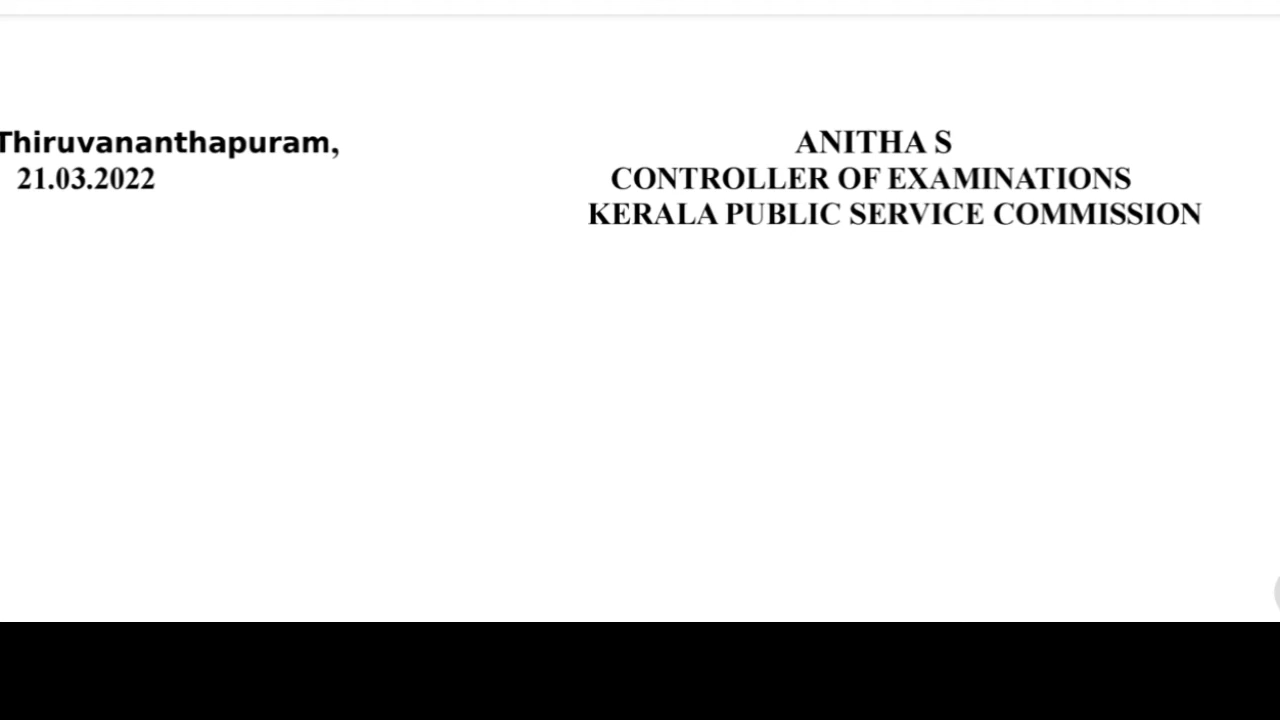 Thiruvananthapuram,
21.03.2022
ANITHA S
CONTROLLER OF EXAMINATIONS
KERALA PUBLIC SERVICE COMMISSION